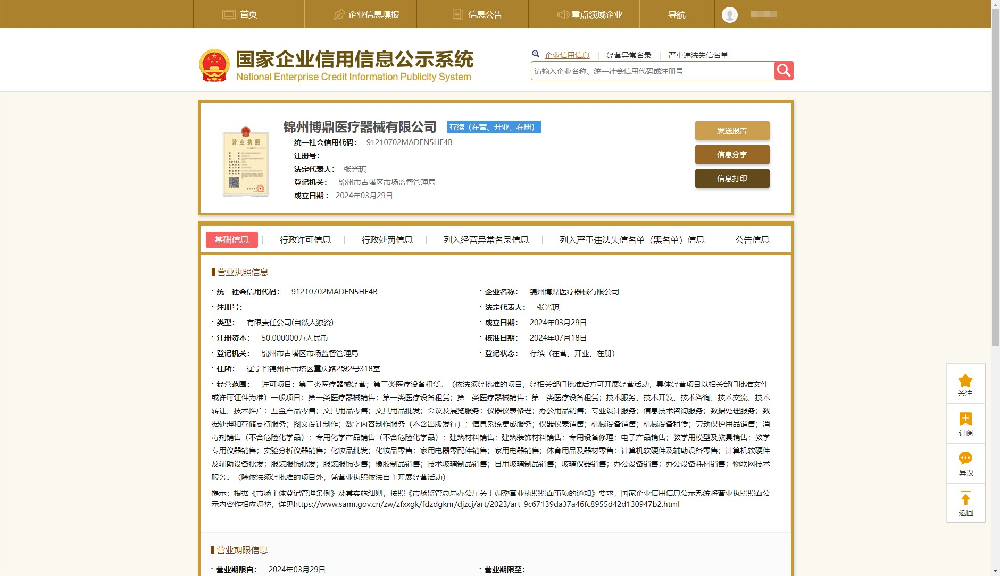 首页 企业信息填报 信息公告 重点领域企业 导航
国家企业信用信息公示系统
National Enterprise Credit Information Publicity System
企业信用信息 | 经营异常名录 | 严重违法失信名单
请输入企业名称、统一社会信用代码或注册号
营业执照
锦州博鼎医疗器械有限公司 存续（在营、开业、在册）
统一社会信用代码： 91210702MADFN5HF4B
注册号：
法定代表人： 张光琪
登记机关： 锦州市古塔区市场监督管理局
成立日期： 2024年03月29日
发送报告
信息分享
信息打印
基础信息 行政许可信息 行政处罚信息 列入经营异常名录信息 列入严重违法失信名单（黑名单）信息 公告信息
营业执照信息
· 统一社会信用代码： 91210702MADFN5HF4B · 企业名称： 锦州博鼎医疗器械有限公司
· 注册号： · 法定代表人： 张光琪
· 类型： 有限责任公司(自然人独资) · 成立日期： 2024年03月29日
· 注册资本： 50.000000万人民币 · 核准日期： 2024年07月18日
· 登记机关： 锦州市古塔区市场监督管理局 · 登记状态： 存续（在营、开业、在册）
· 住所： 辽宁省锦州市古塔区重庆路2段2号318室
· 经营范围： 许可项目：第三类医疗器械经营；第三类医疗设备租赁。（依法须经批准的项目，经相关部门批准后方可开展经营活动，具体经营项目以相关部门批准文件
或许可证件为准）一般项目：第一类医疗器械销售；第一类医疗设备租赁；第二类医疗器械销售；第二类医疗设备租赁；技术服务、技术开发、技术咨询、技术交流、技术
转让、技术推广；五金产品零售；文具用品零售；文具用品批发；会议及展览服务；仪器仪表修理；办公用品销售；专业设计服务；信息技术咨询服务；数据处理服务；数
据处理和存储支持服务；图文设计制作；数字内容制作服务（不含出版发行）；信息系统集成服务；仪器仪表销售；机械设备销售；机械设备租赁；劳动保护用品销售；消
毒剂销售（不含危险化学品）；专用化学产品销售（不含危险化学品）；建筑材料销售；建筑装饰材料销售；专用设备修理；电子产品销售；教学用模型及教具销售；教学
专用仪器销售；实验分析仪器销售；化妆品批发；化妆品零售；家用电器零配件销售；家用电器销售；体育用品及器材零售；计算机软硬件及辅助设备零售；计算机软硬件
及辅助设备批发；服装服饰批发；服装服饰零售；橡胶制品销售；技术玻璃制品销售；日用玻璃制品销售；玻璃仪器销售；办公设备销售；办公设备耗材销售；物联网技术
服务。（除依法须经批准的项目外，凭营业执照依法自主开展经营活动）
提示：根据《市场主体登记管理条例》及其实施细则，按照《市场监管总局办公厅关于调整营业执照照面事项的通知》要求，国家企业信用信息公示系统将营业执照照面公
示内容作相应调整，详见https://www.samr.gov.cn/zw/zfxxgk/fdzdgknr/djzcj/art/2023/art_9c67139da37a46fc8955d42d130947b2.html
营业期限信息
· 营业期限自： 2024年03月29日 · 营业期限至：
关注
订阅
异议
返回